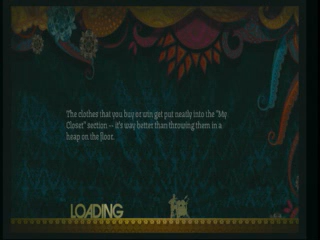 The clothes that you buy or win get put neatly into the "My
Closet" section -- it's way better than throwing them in a
heap on the floor.
LOADING